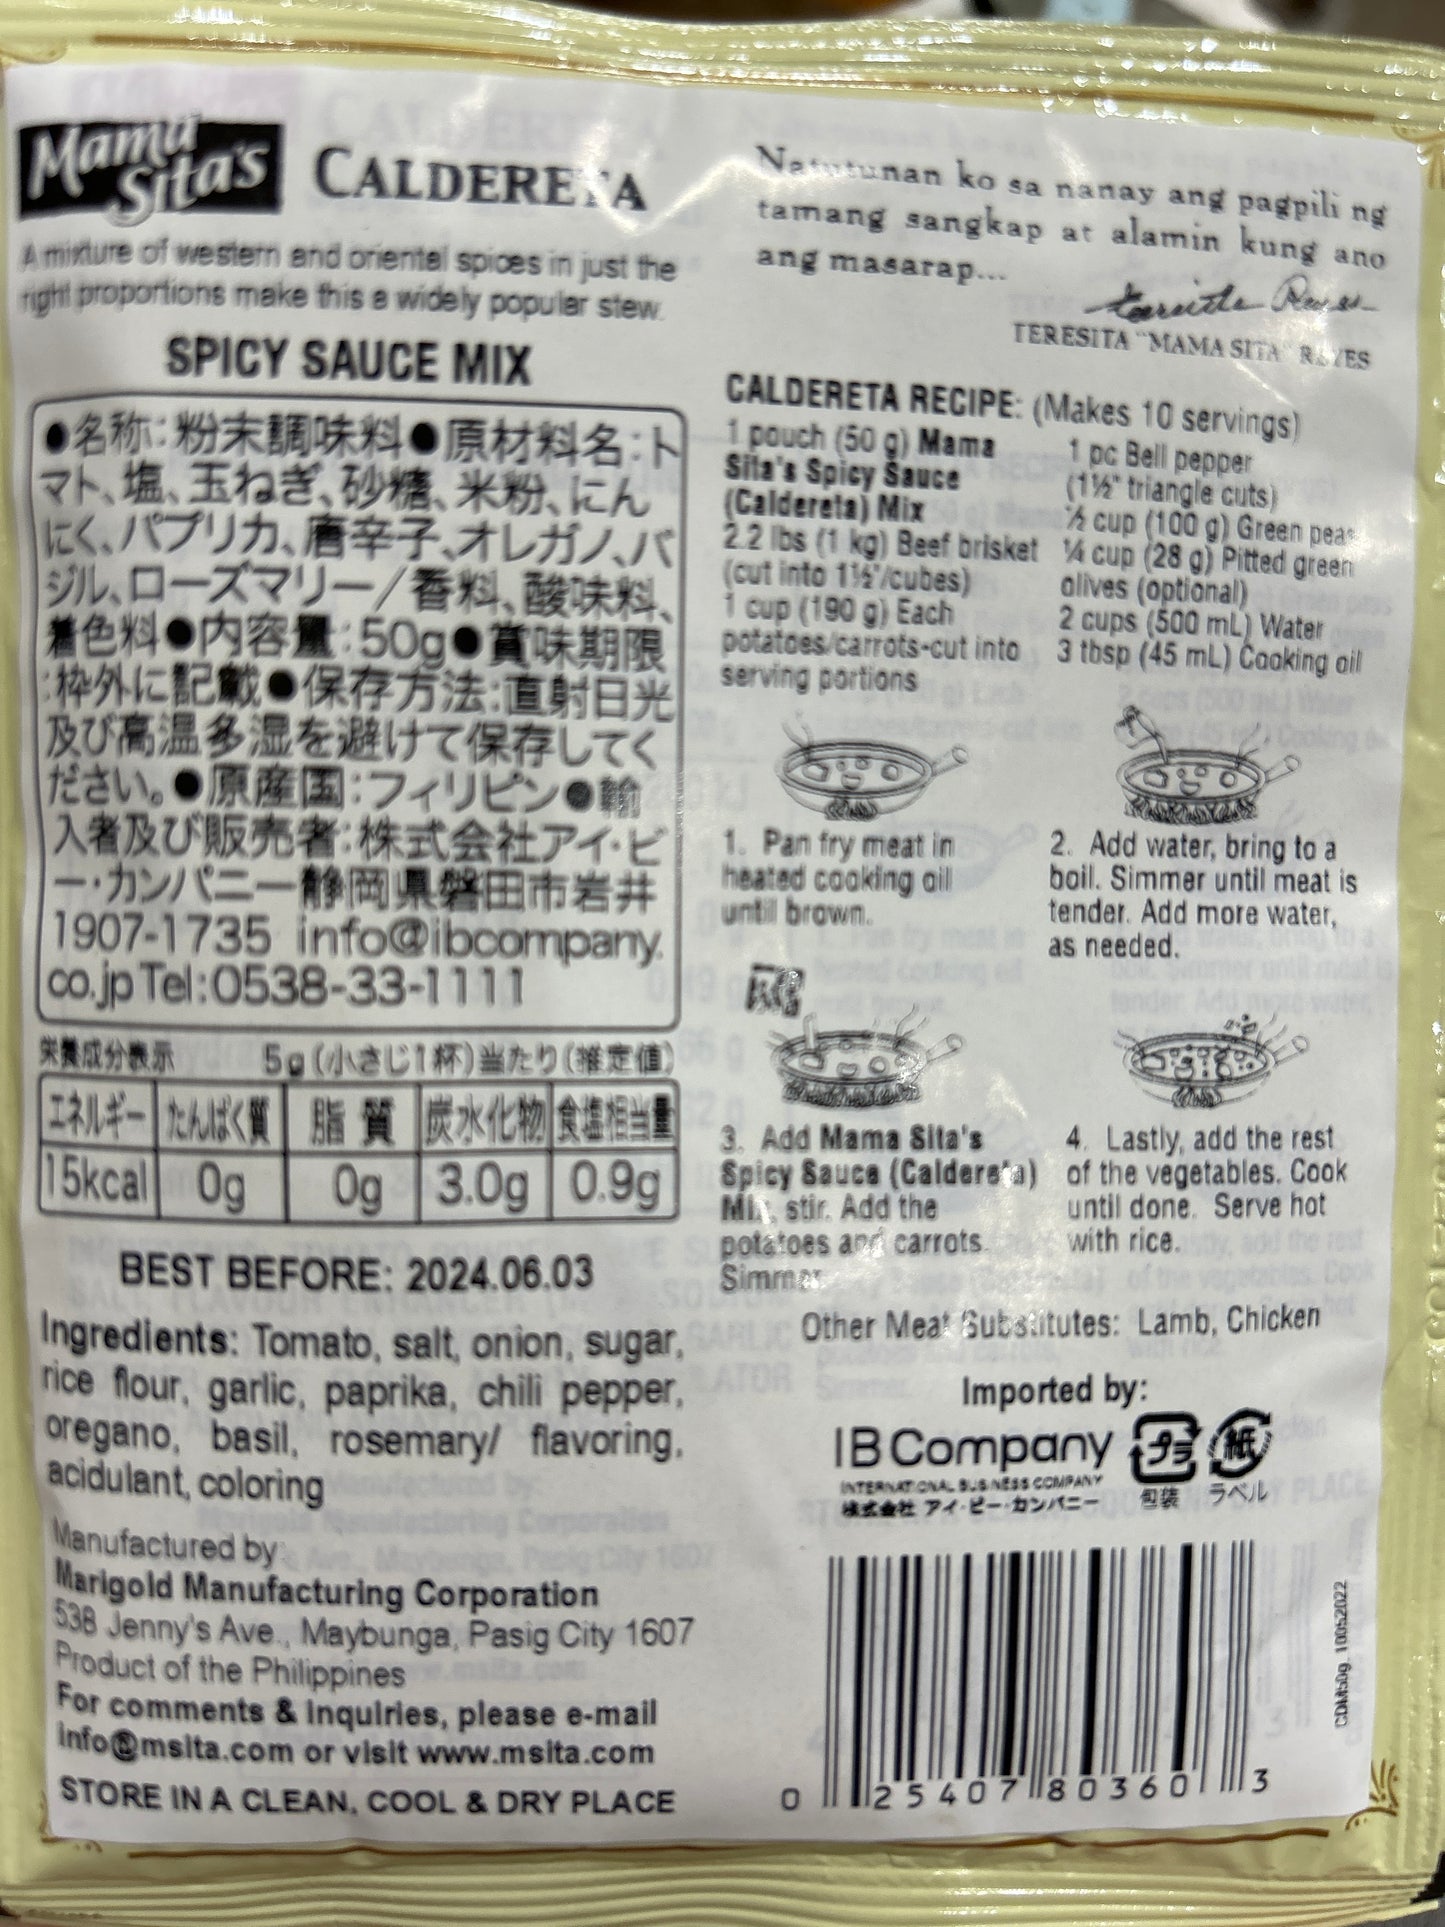 Mama Sita's
CALDERETA
A mixture of western and oriental spices in just the
right proportions make this a widely popular stew.
SPICY SAUCE MIX
●名称:粉末調味料●原材料名:ト
マト、塩、玉ねぎ、砂糖、米粉、にん
にく、パプリカ、唐辛子、オレガノ、バ
ジル、ローズマリー/香料、酸味料、
着色料●内容量:50g●賞味期限
:枠外に記載●保存方法:直射日光
及び高温多湿を避けて保存してく
ださい。●原産国:フィリピン●輸
入者及び販売者:株式会社アイ・ビ
ー・カンパニー静岡県磐田市岩井
1907-1735 info@ibcompany.
co.jp Tel:0538-33-1111
栄養成分表示 5g(小さじ1杯)当たり(推定値)
エネルギー たんぱく質 脂質 炭水化物 食塩相当量
15kcal 0g 0g 3.0g 0.9g
BEST BEFORE: 2024.06.03
Ingredients: Tomato, salt, onion, sugar,
rice flour, garlic, paprika, chili pepper,
oregano, basil, rosemary/ flavoring,
acidulant, coloring
Manufactured by:
Marigold Manufacturing Corporation
538 Jenny's Ave., Maybunga, Pasig City 1607
Product of the Philippines
For comments & Inquiries, please e-mail
info@msita.com or visit www.msita.com
STORE IN A CLEAN, COOL & DRY PLACE
Natutunan ko sa nanay ang pagpili ng
tamang sangkap at alamin kung ano
ang masarap...
Teresita Reyes
TERESITA "MAMA SITA" REYES
CALDERETA RECIPE: (Makes 10 servings)
1 pouch (50 g) Mama
Sita's Spicy Sauce
(Caldereta) Mix
2.2 lbs (1 kg) Beef brisket
(cut into 1½"/cubes)
1 cup (190 g) Each
potatoes/carrots-cut into
serving portions
1 pc Bell pepper
(1½" triangle cuts)
½ cup (100 g) Green peas
¼ cup (28 g) Pitted green
olives (optional)
2 cups (500 mL) Water
3 tbsp (45 mL) Cooking oil
1. Pan fry meat in
heated cooking oil
until brown.
2. Add water, bring to a
boil. Simmer until meat is
tender. Add more water,
as needed.
3. Add Mama Sita's
Spicy Sauce (Caldereta)
Mix, stir. Add the
potatoes and carrots.
Simmer.
4. Lastly, add the rest
of the vegetables. Cook
until done. Serve hot
with rice.
Other Meat Substitutes: Lamb, Chicken
Imported by:
IB Company
INTERNATIONAL BUSINESS COMPANY
株式会社 アイ・ビー・カンパニー
プラ
包装
紙
ラベル
0 25407 80360 3
CDM50g_10052022